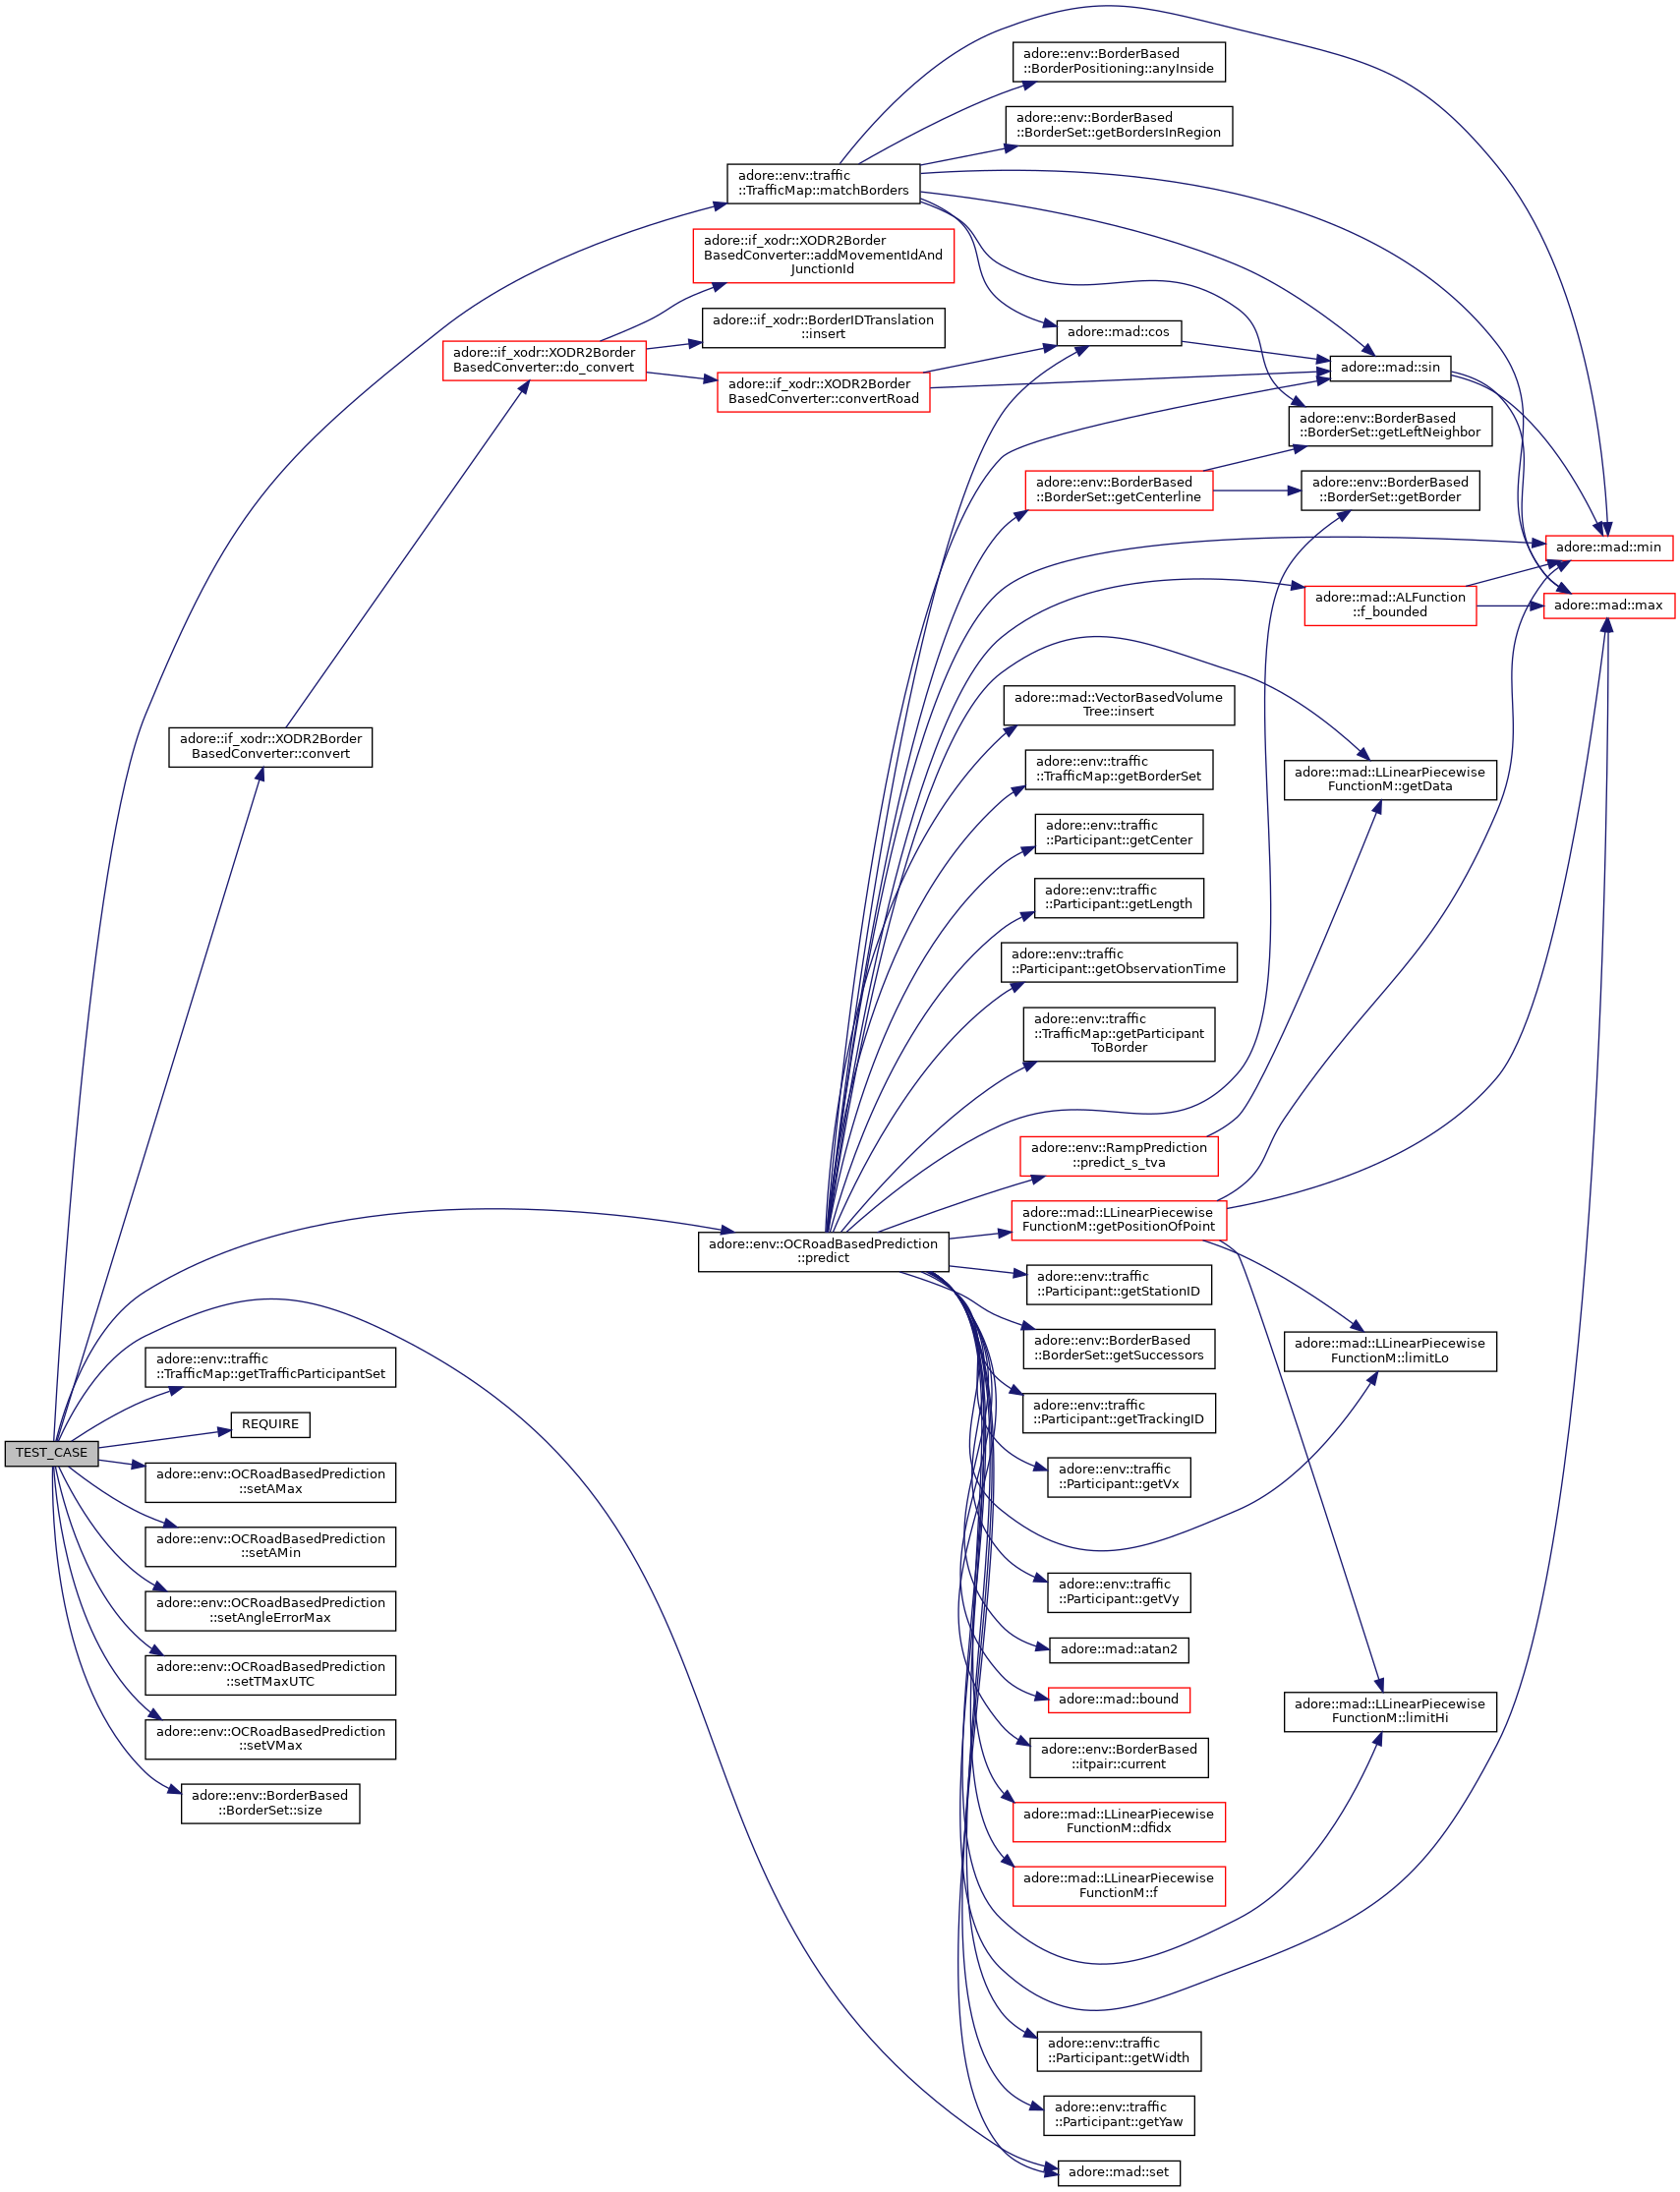 adore::env::BorderBased
::BorderPositioning::anyInside
adore::env::BorderBased
::BorderSet::getBordersInRegion
adore::env::traffic
::TrafficMap::matchBorders
adore::if_xodr::XODR2Border
BasedConverter::addMovementIdAnd
JunctionId
adore::if_xodr::BorderIDTranslation
::insert
adore::mad::cos
adore::if_xodr::XODR2Border
BasedConverter::do_convert
adore::mad::sin
adore::if_xodr::XODR2Border
BasedConverter::convertRoad
adore::env::BorderBased
::BorderSet::getLeftNeighbor
adore::env::BorderBased
::BorderSet::getCenterline
adore::env::BorderBased
::BorderSet::getBorder
adore::mad::min
adore::mad::ALFunction
::f_bounded
adore::mad::max
adore::mad::VectorBasedVolume
Tree::insert
adore::if_xodr::XODR2Border
BasedConverter::convert
adore::env::traffic
::TrafficMap::getBorderSet
adore::mad::LLinearPiecewise
FunctionM::getData
adore::env::traffic
::Participant::getCenter
adore::env::traffic
::Participant::getLength
adore::env::traffic
::Participant::getObservationTime
adore::env::traffic
::TrafficMap::getParticipant
ToBorder
adore::env::RampPrediction
::predict_s_tva
adore::mad::LLinearPiecewise
FunctionM::getPositionOfPoint
adore::env::OCRoadBasedPrediction
::predict
adore::env::traffic
::Participant::getStationID
adore::env::BorderBased
::BorderSet::getSuccessors
adore::mad::LLinearPiecewise
FunctionM::limitLo
adore::env::traffic
::TrafficMap::getTrafficParticipantSet
adore::env::traffic
::Participant::getTrackingID
REQUIRE
TEST_CASE
adore::env::OCRoadBasedPrediction
::setAMax
adore::env::traffic
::Participant::getVx
adore::env::OCRoadBasedPrediction
::setAMin
adore::env::traffic
::Participant::getVy
adore::env::OCRoadBasedPrediction
::setAngleErrorMax
adore::mad::atan2
adore::env::OCRoadBasedPrediction
::setTMaxUTC
adore::mad::bound
adore::mad::LLinearPiecewise
FunctionM::limitHi
adore::env::OCRoadBasedPrediction
::setVMax
adore::env::BorderBased
::itpair::current
adore::env::BorderBased
::BorderSet::size
adore::mad::LLinearPiecewise
FunctionM::dfidx
adore::mad::LLinearPiecewise
FunctionM::f
adore::env::traffic
::Participant::getWidth
adore::env::traffic
::Participant::getYaw
adore::mad::set